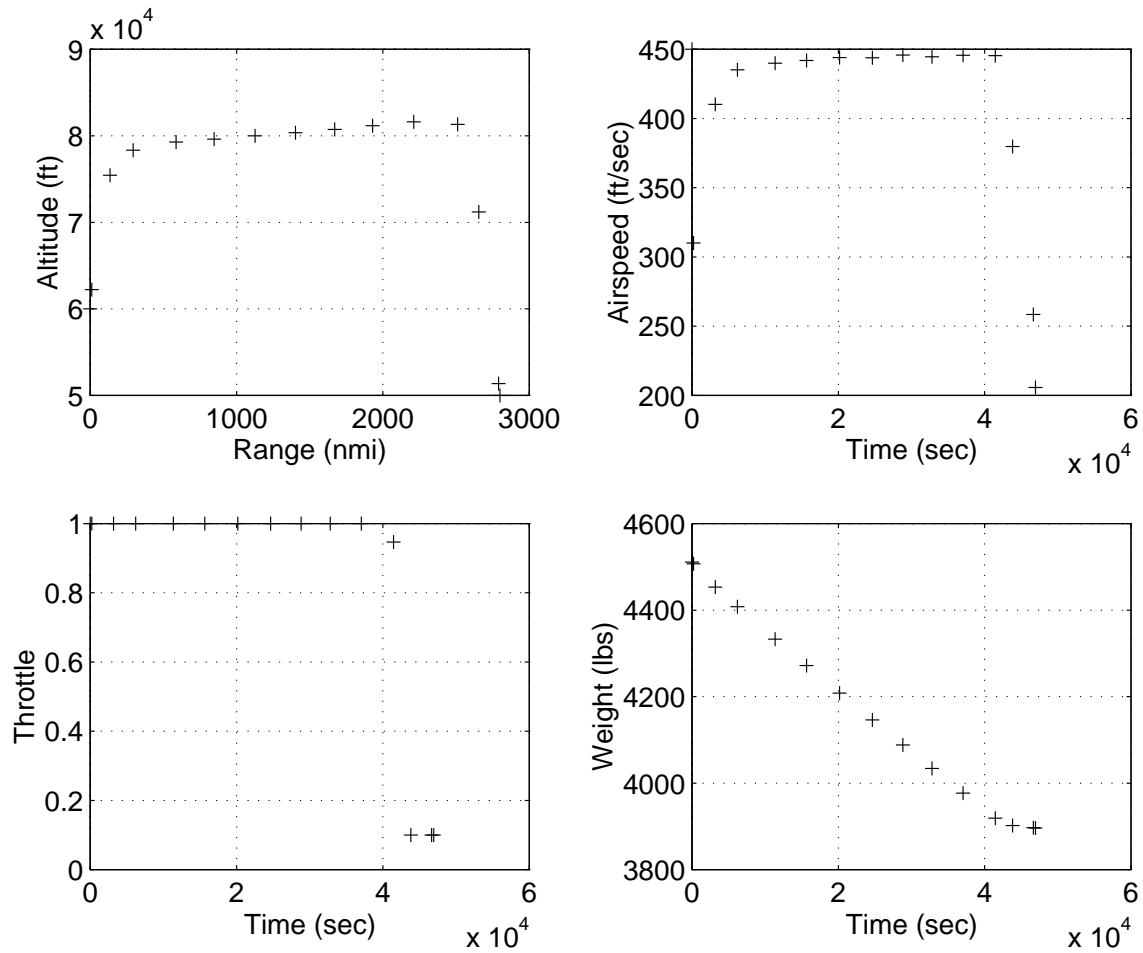 x 10^4
9
8
7
6
5
Altitude (ft)
0 1000 2000 3000
Range (nmi)
450
400
350
300
250
200
Airspeed (ft/sec)
0 2 4 6
Time (sec)
x 10^4
1
0.8
0.6
0.4
0.2
0
Throttle
0 2 4 6
Time (sec)
x 10^4
4600
4400
4200
4000
3800
Weight (lbs)
0 2 4 6
Time (sec)
x 10^4